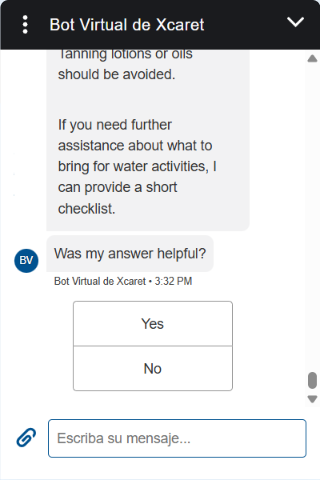 Bot Virtual de Xcaret
Tanning lotions or oils
should be avoided.
If you need further
assistance about what to
bring for water activities, I
can provide a short
checklist.
Was my answer helpful?
BV
Bot Virtual de Xcaret • 3:32 PM
Yes
No
Escriba su mensaje...